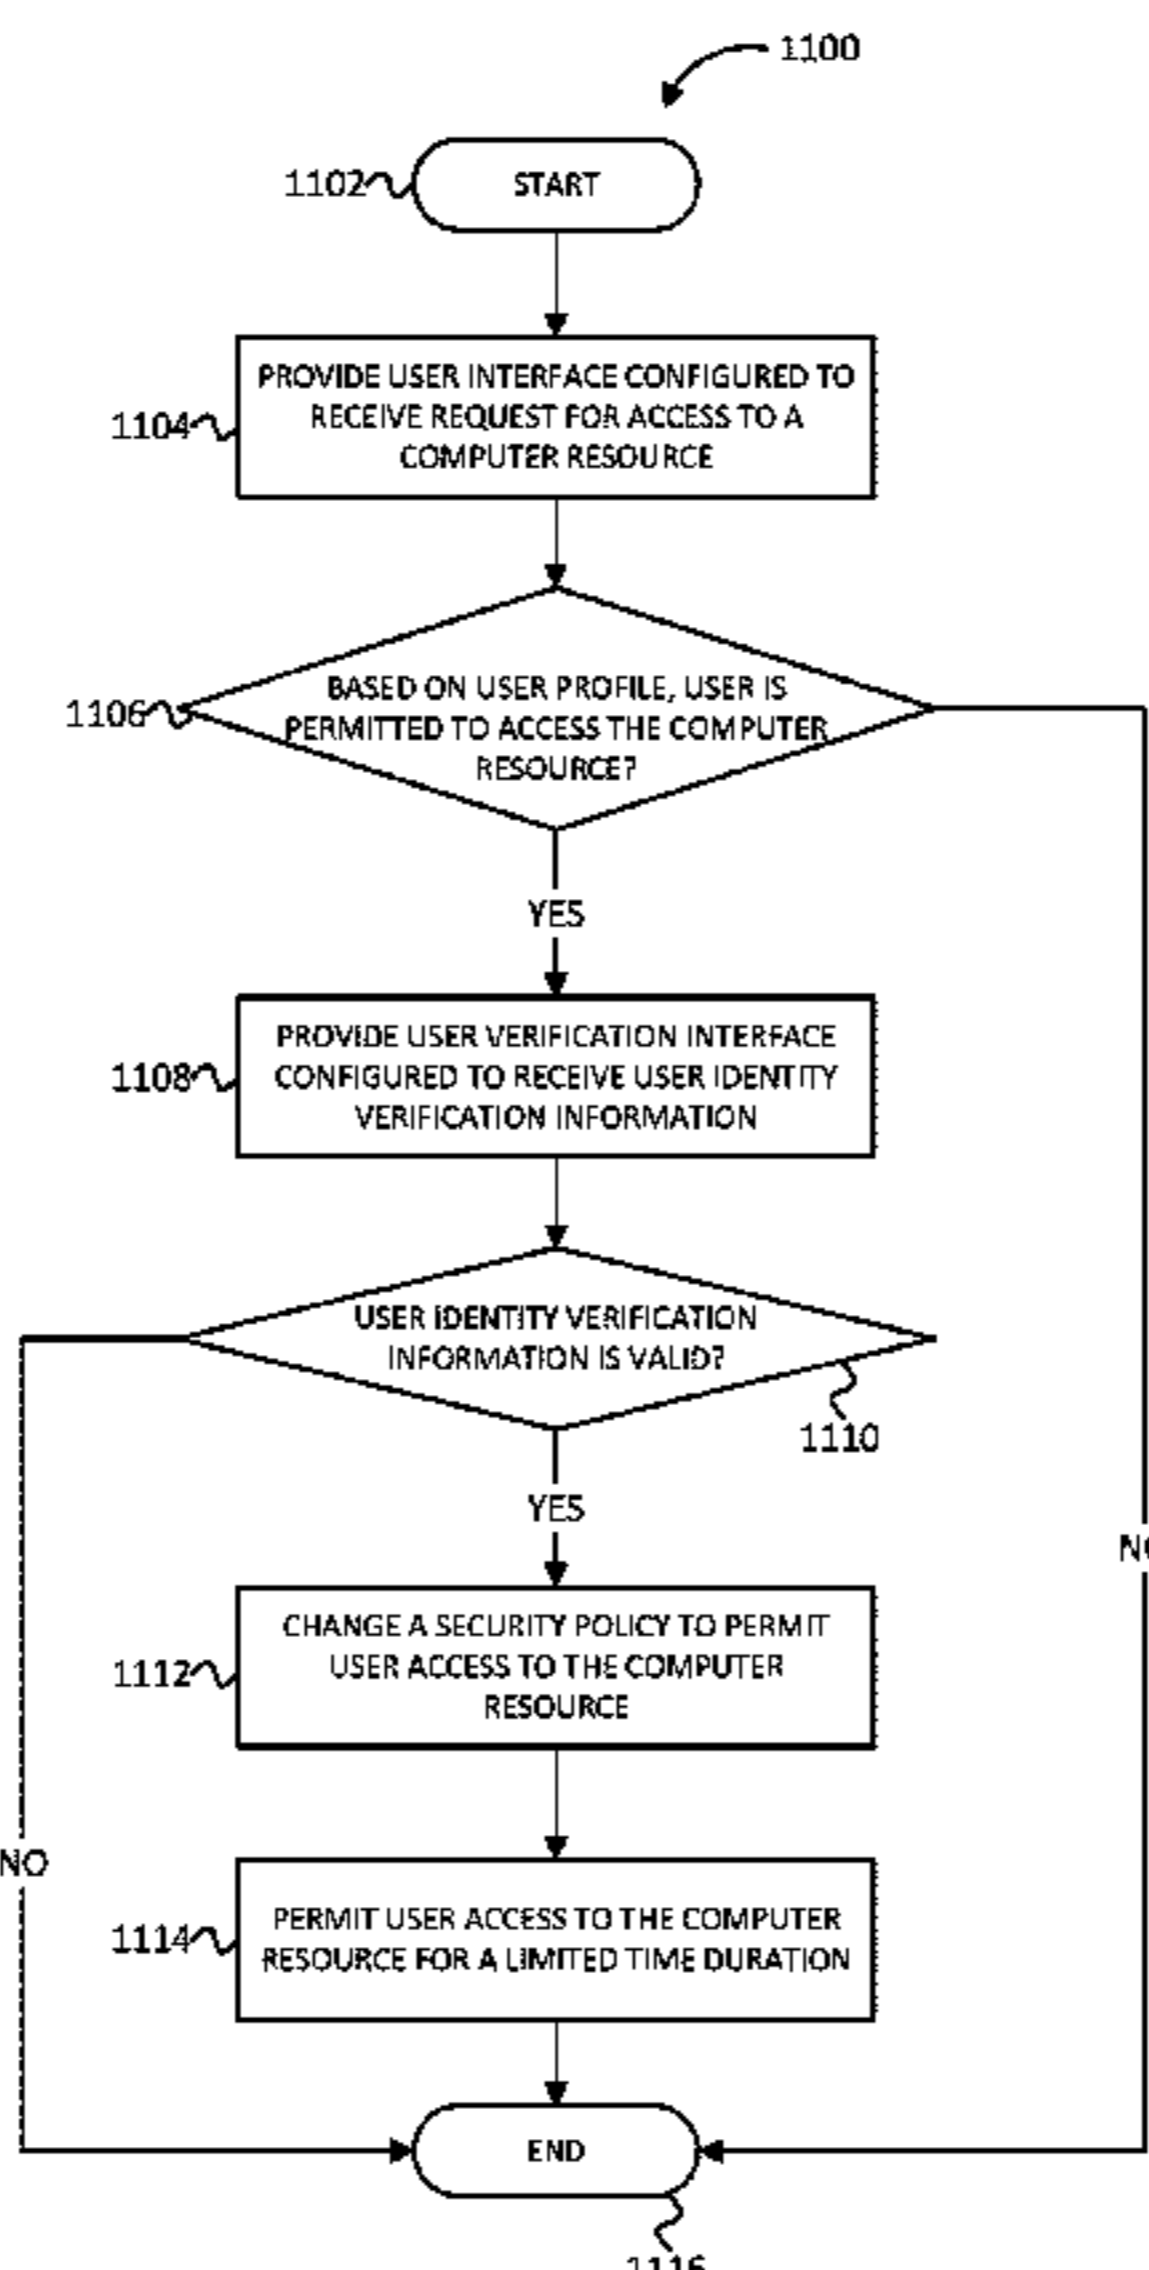 1100
1102
START
PROVIDE USER INTERFACE CONFIGURED TO
RECEIVE REQUEST FOR ACCESS TO A
COMPUTER RESOURCE
1104
BASED ON USER PROFILE, USER IS
PERMITTED TO ACCESS THE COMPUTER
RESOURCE?
1106
YES
PROVIDE USER VERIFICATION INTERFACE
CONFIGURED TO RECEIVE USER IDENTITY
VERIFICATION INFORMATION
1108
USER IDENTITY VERIFICATION
INFORMATION IS VALID?
1110
YES
NO
CHANGE A SECURITY POLICY TO PERMIT
USER ACCESS TO THE COMPUTER
RESOURCE
1112
NO
PERMIT USER ACCESS TO THE COMPUTER
RESOURCE FOR A LIMITED TIME DURATION
1114
END
1116